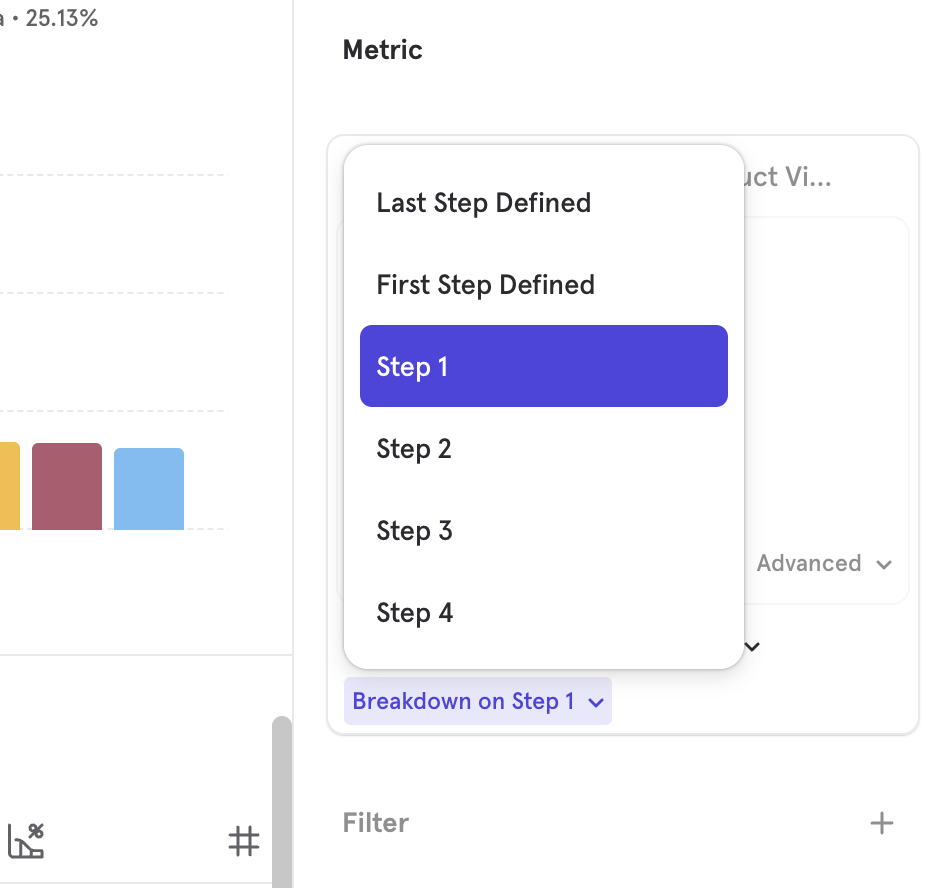 • 25.13%
Metric
Last Step Defined
First Step Defined
Step 1
Step 2
Step 3
Step 4
Vi...
Advanced
Breakdown on Step 1
%
Filter